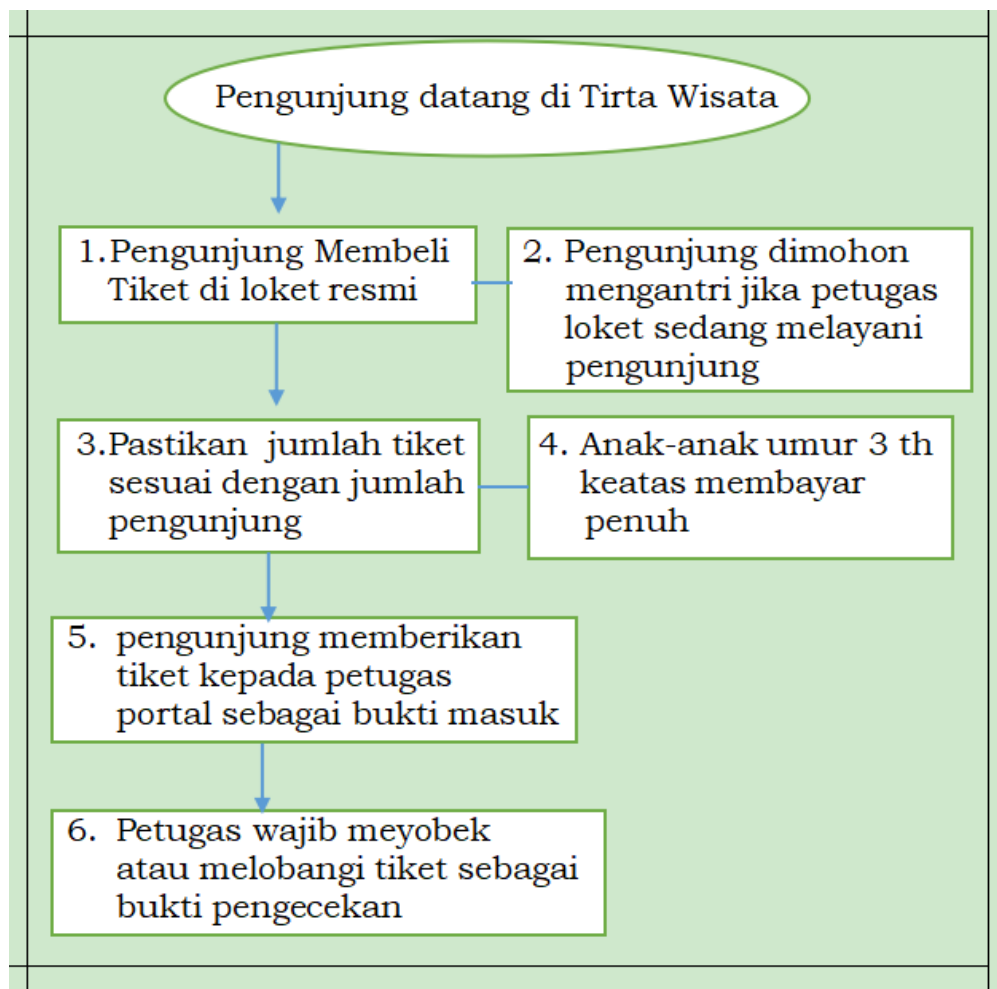 Pengunjung datang di Tirta Wisata
1.Pengunjung Membeli
Tiket di loket resmi
2. Pengunjung dimohon
mengantri jika petugas
loket sedang melayani
pengunjung
3.Pastikan jumlah tiket
sesuai dengan jumlah
pengunjung
4. Anak-anak umur 3 th
keatas membayar
penuh
5. pengunjung memberikan
tiket kepada petugas
portal sebagai bukti masuk
6. Petugas wajib meyobek
atau melobangi tiket sebagai
bukti pengecekan